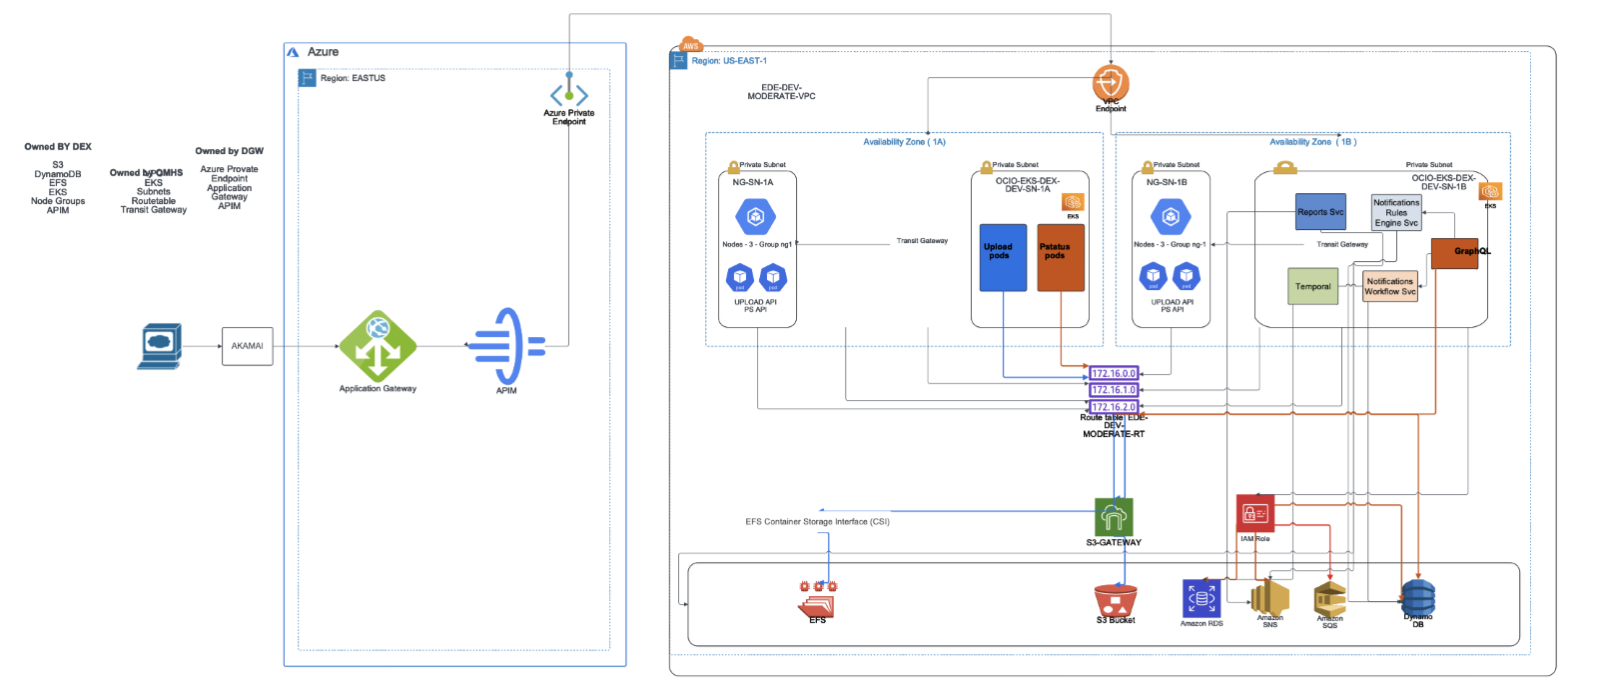 Owned BY DEX
S3
DynamoDB
EFS
EKS
Node Groups
APIM
EKS
Subnets
Routetable
Transit Gateway
Owned by DGW
Azure Private
Endpoint
Application
Gateway
APIM
AKAMAI
Azure
Region: EASTUS
Azure Private
Endpoint
Application Gateway
APIM
AWS
Region: US-EAST-1
EDE-DEV-
MODERATE-VPC
VPC
Endpoint
Availability Zone ( 1A)
Private Subnet
NG-SN-1A
Nodes - 3 - Group ng1
pod
pod
UPLOAD API
PS API
Transit Gateway
Private Subnet
OCIO-EKS-DEX-
DEV-SN-1A
EKS
Upload
pods
Pstatus
pods
Availability Zone ( 1B )
Private Subnet
NG-SN-1B
Nodes - 3 - Group ng-1
pod
pod
UPLOAD API
PS API
Transit Gateway
Private Subnet
OCIO-EKS-DEX-
DEV-SN-1B
EKS
Reports Svc
Notifications
Rules
Engine Svc
GraphQL
Temporal
Notifications
Workflow Svc
172.16.0.0
172.16.1.0
172.16.2.0
Route table EDE-
DEV-
MODERATE-RT
EFS Container Storage Interface (CSI)
S3-GATEWAY
IAM Role
EFS
S3 Bucket
Amazon RDS
Amazon
SNS
Amazon
SQS
Dynamo
DB